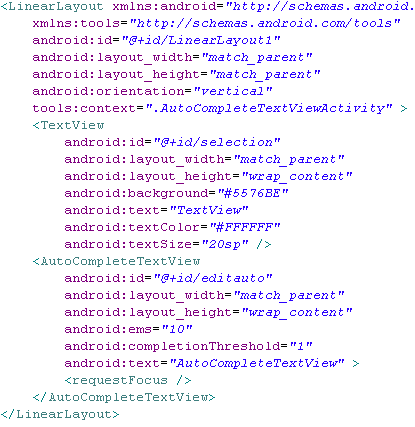 <LinearLayout xmlns:android="http://schemas.android.
xmlns:tools="http://schemas.android.com/tools"
android:id="@+id/LinearLayout1"
android:layout_width="match_parent"
android:layout_height="match_parent"
android:orientation="vertical"
tools:context=".AutoCompleteTextViewActivity" >
<TextView
android:id="@+id/selection"
android:layout_width="match_parent"
android:layout_height="wrap_content"
android:background="#5576BE"
android:text="TextView"
android:textColor="#FFFFFF"
android:textSize="20sp" />
<AutoCompleteTextView
android:id="@+id/editauto"
android:layout_width="match_parent"
android:layout_height="wrap_content"
android:ems="10"
android:completionThreshold="1"
android:text="AutoCompleteTextView" >
<requestFocus />
</AutoCompleteTextView>
</LinearLayout>